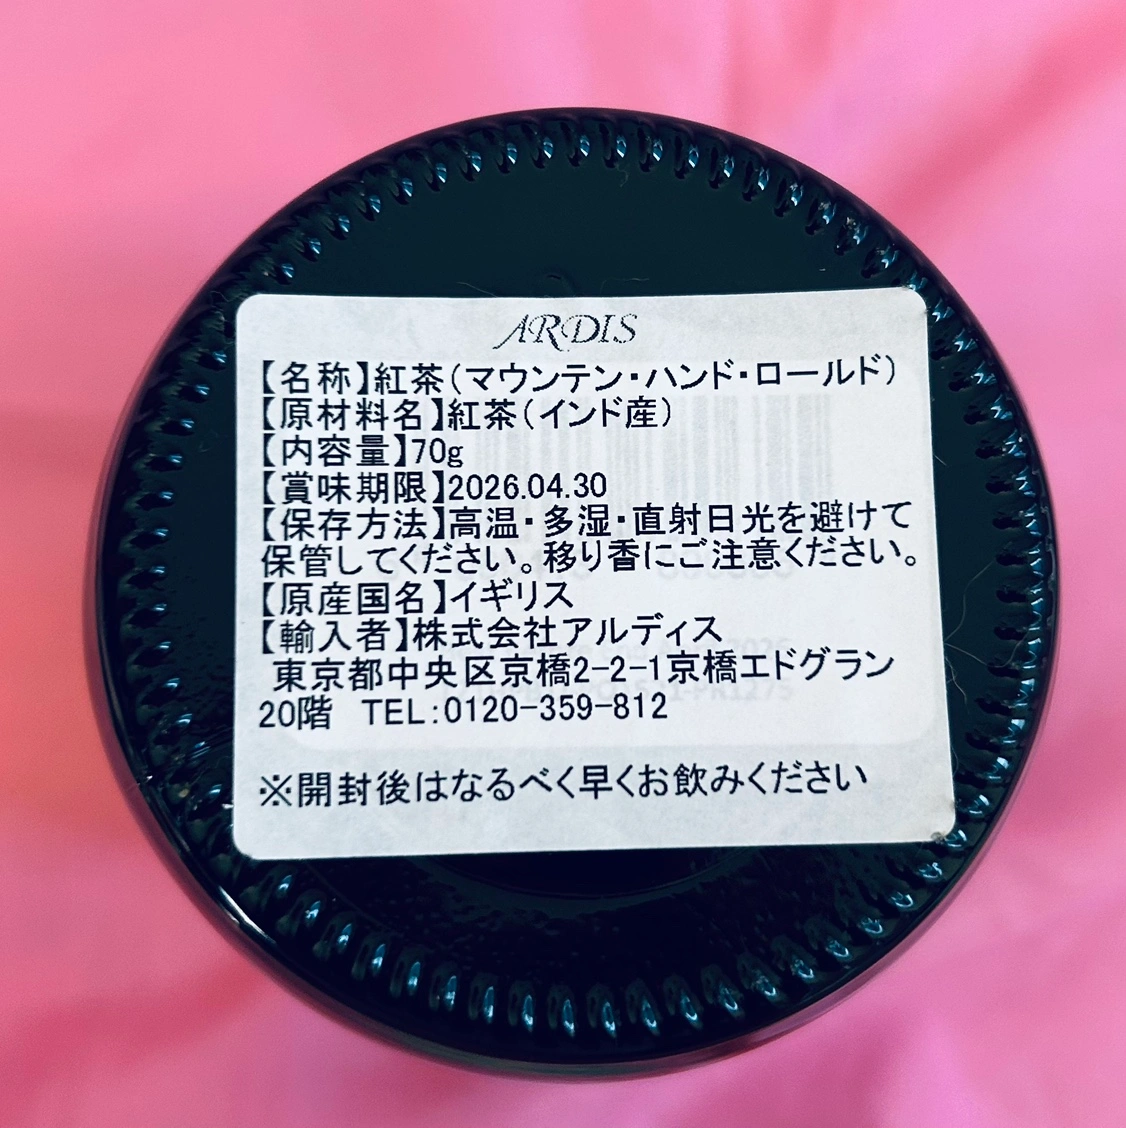 ARDIS
【名称】紅茶(マウンテン・ハンド・ロールド)
【原材料名】紅茶(インド産)
【内容量】70g
【賞味期限】2026.04.30
【保存方法】高温・多湿・直射日光を避けて
保管してください。移り香にご注意ください。
【原産国名】イギリス
【輸入者】株式会社アルディス
東京都中央区京橋2-2-1京橋エドグラン
20階 TEL:0120-359-812
※開封後はなるべく早くお飲みください